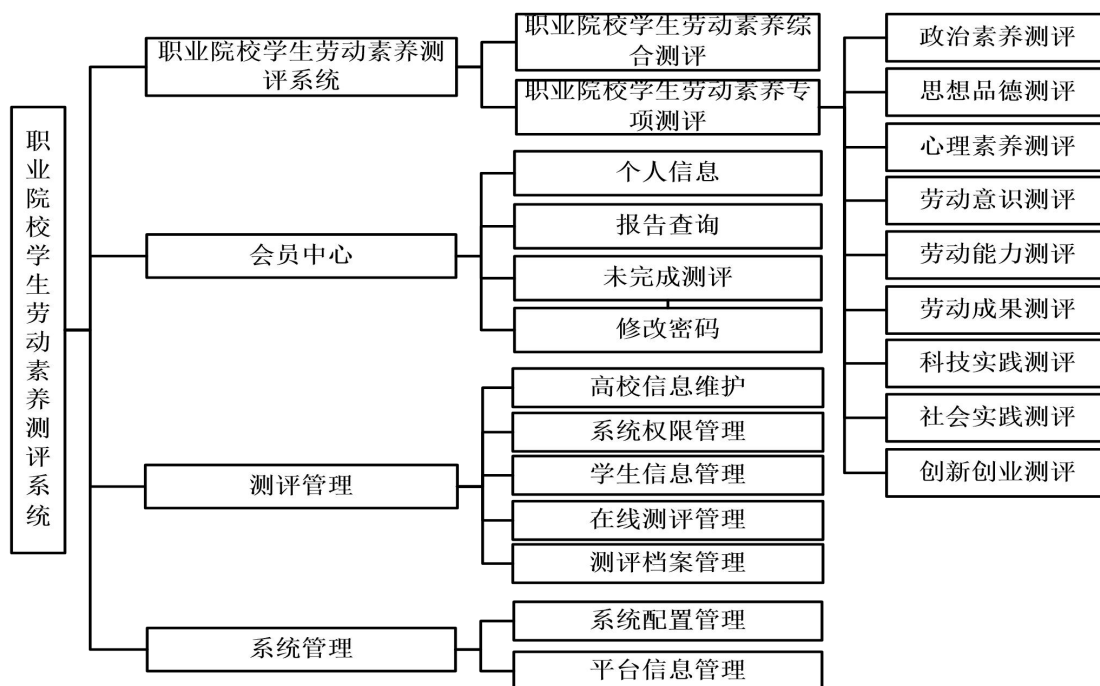 职业院校学生劳动素养测评系统
职业院校学生劳动素养测
评系统
职业院校学生劳动素养综
合测评
职业院校学生劳动素养专
项测评
政治素养测评
思想品德测评
心理素养测评
劳动意识测评
劳动能力测评
劳动成果测评
科技实践测评
社会实践测评
创新创业测评
会员中心
个人信息
报告查询
未完成测评
修改密码
测评管理
高校信息维护
系统权限管理
学生信息管理
在线测评管理
测评档案管理
系统管理
系统配置管理
平台信息管理